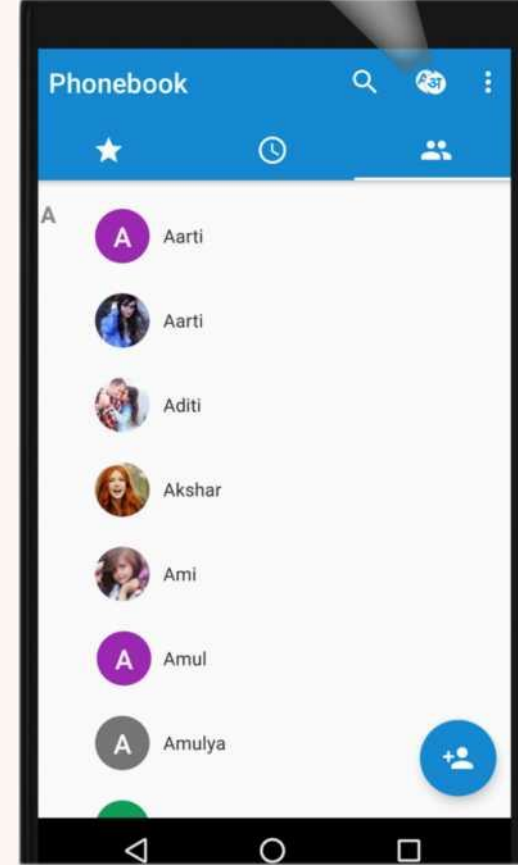 Phonebook
A अ
A
A Aarti
Aarti
Aditi
Akshar
Ami
A Amul
A Amulya